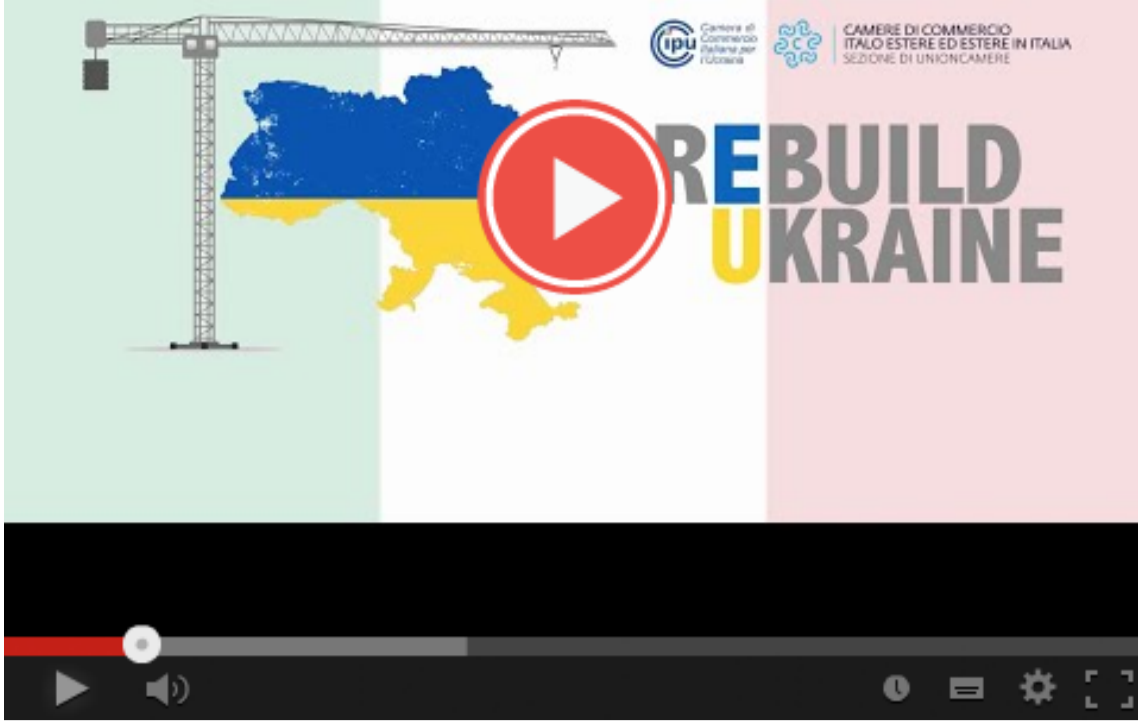 cipu
Camera di
Commercio
Italiana per
l'Ucraina
CAMERE DI COMMERCIO
ITALO ESTERE ED ESTERE IN ITALIA
SEZIONE DI UNIONCAMERE
REBUILD
UKRAINE